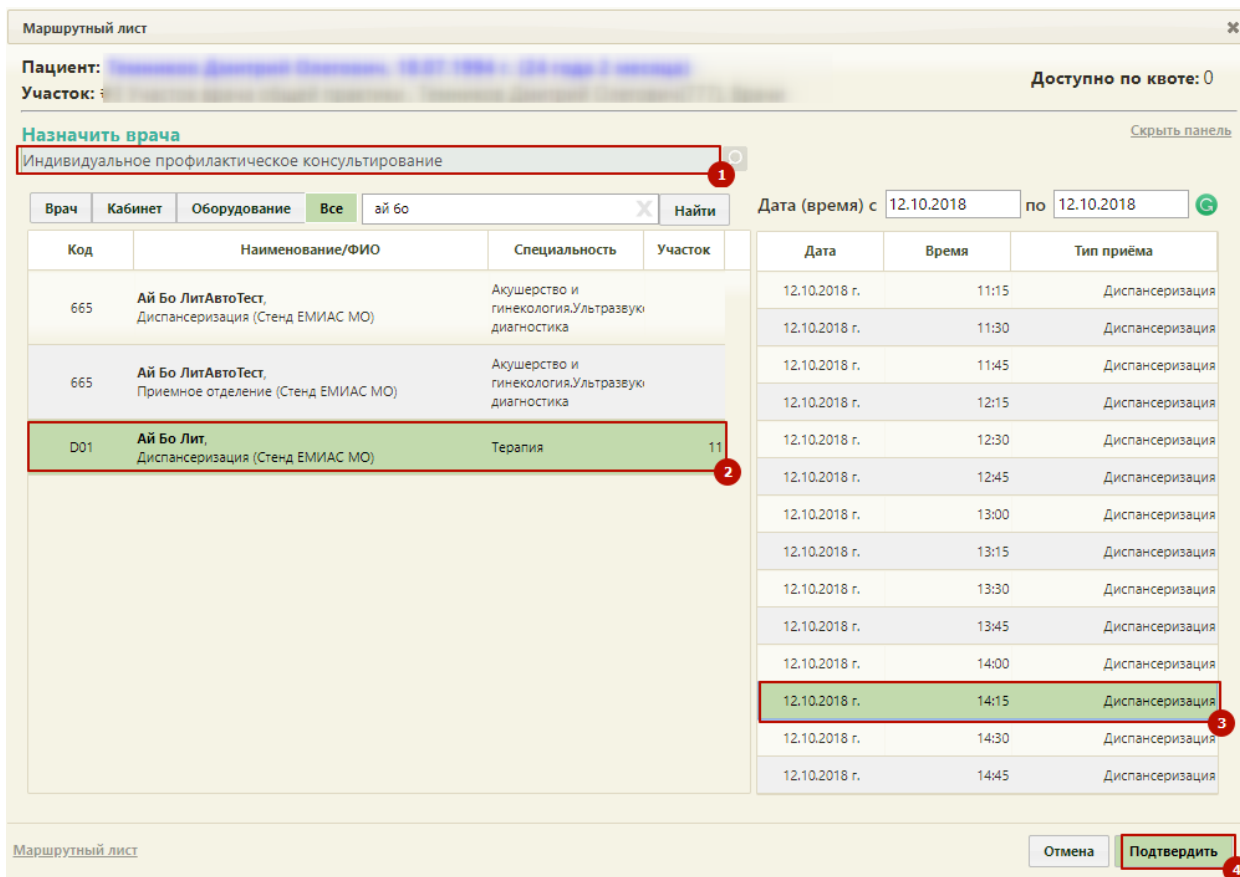 Маршрутный лист
Пациент:
Участок:
Доступно по квоте: 0
Назначить врача
Скрыть панель
Индивидуальное профилактическое консультирование
1
Врач Кабинет Оборудование Все ай бо X Найти
Дата (время) с 12.10.2018 по 12.10.2018
Код Наименование/ФИО Специальность Участок
665 Ай Бо ЛитАвтоТест, Диспансеризация (Стенд ЕМИАС МО) Акушерство и гинекология.Ультразвук диагностика
665 Ай Бо ЛитАвтоТест, Приемное отделение (Стенд ЕМИАС МО) Акушерство и гинекология.Ультразвук диагностика
D01 Ай Бо Лит, Диспансеризация (Стенд ЕМИАС МО) Терапия 11
2
Дата Время Тип приёма
12.10.2018 г. 11:15 Диспансеризация
12.10.2018 г. 11:30 Диспансеризация
12.10.2018 г. 11:45 Диспансеризация
12.10.2018 г. 12:15 Диспансеризация
12.10.2018 г. 12:30 Диспансеризация
12.10.2018 г. 12:45 Диспансеризация
12.10.2018 г. 13:00 Диспансеризация
12.10.2018 г. 13:15 Диспансеризация
12.10.2018 г. 13:30 Диспансеризация
12.10.2018 г. 13:45 Диспансеризация
12.10.2018 г. 14:00 Диспансеризация
12.10.2018 г. 14:15 Диспансеризация
3
12.10.2018 г. 14:30 Диспансеризация
12.10.2018 г. 14:45 Диспансеризация
Маршрутный лист
Отмена Подтвердить
4